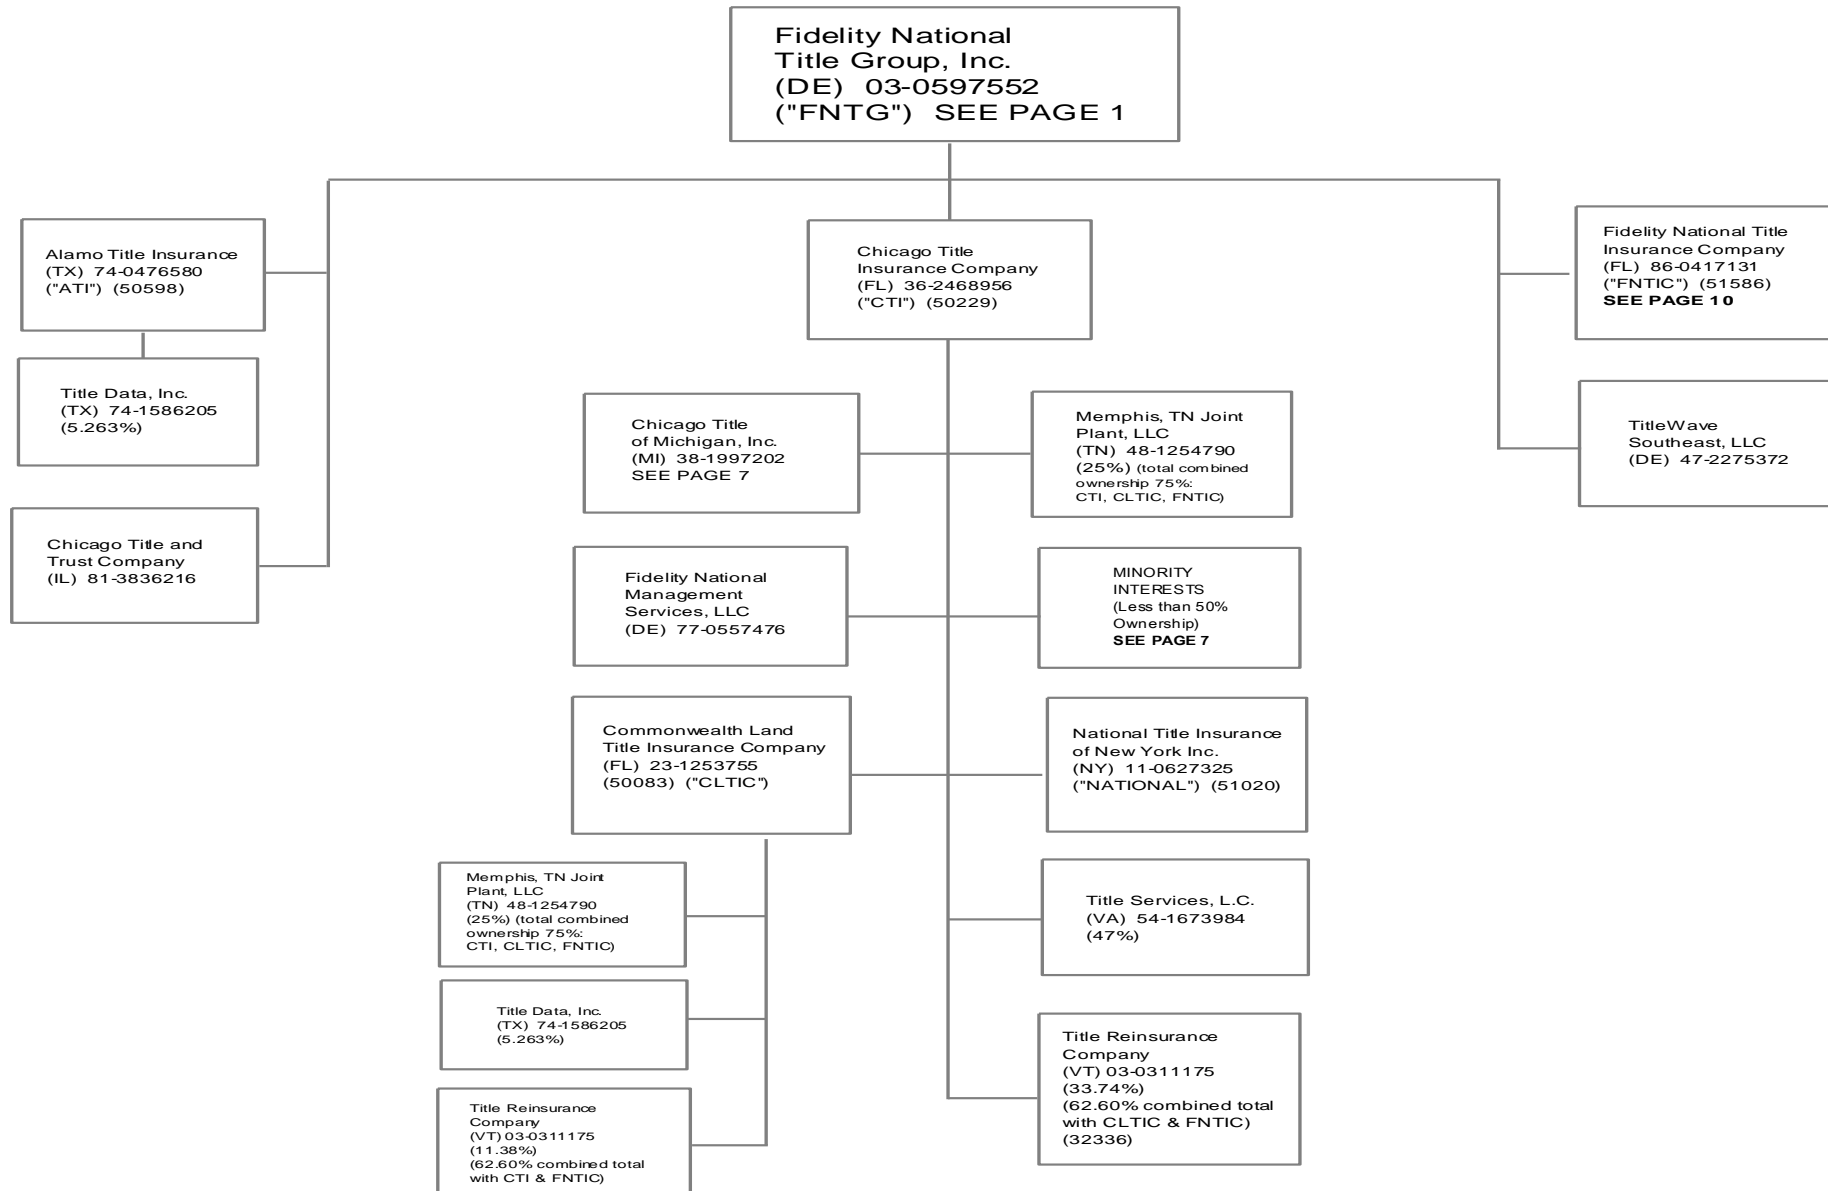 Fidelity National
Title Group, Inc.
(DE) 03-0597552
("FNTG") SEE PAGE 1
Alamo Title Insurance
(TX) 74-0476580
("ATI") (50598)
Chicago Title
Insurance Company
(FL) 36-2468956
("CTI") (50229)
Fidelity National Title
Insurance Company
(FL) 86-0417131
("FNTIC") (51586)
SEE PAGE 10
Title Data, Inc.
(TX) 74-1586205
(5.263%)
Chicago Title
of Michigan, Inc.
(MI) 38-1997202
SEE PAGE 7
Memphis, TN Joint
Plant, LLC
(TN) 48-1254790
(25%) (total combined
ownership 75%:
CTI, CLTIC, FNTIC)
TitleWave
Southeast, LLC
(DE) 47-2275372
Chicago Title and
Trust Company
(IL) 81-3836216
Fidelity National
Management
Services, LLC
(DE) 77-0557476
MINORITY
INTERESTS
(Less than 50%
Ownership)
SEE PAGE 7
Commonwealth Land
Title Insurance Company
(FL) 23-1253755
(50083) ("CLTIC")
National Title Insurance
of New York Inc.
(NY) 11-0627325
("NATIONAL") (51020)
Memphis, TN Joint
Plant, LLC
(TN) 48-1254790
(25%) (total combined
ownership 75%:
CTI, CLTIC, FNTIC)
Title Services, L.C.
(VA) 54-1673984
(47%)
Title Data, Inc.
(TX) 74-1586205
(5.263%)
Title Reinsurance
Company
(VT) 03-0311175
(33.74%)
(62.60% combined total
with CLTIC & FNTIC)
(32336)
Title Reinsurance
Company
(VT) 03-0311175
(11.38%)
(62.60% combined total
with CTI & FNTIC)